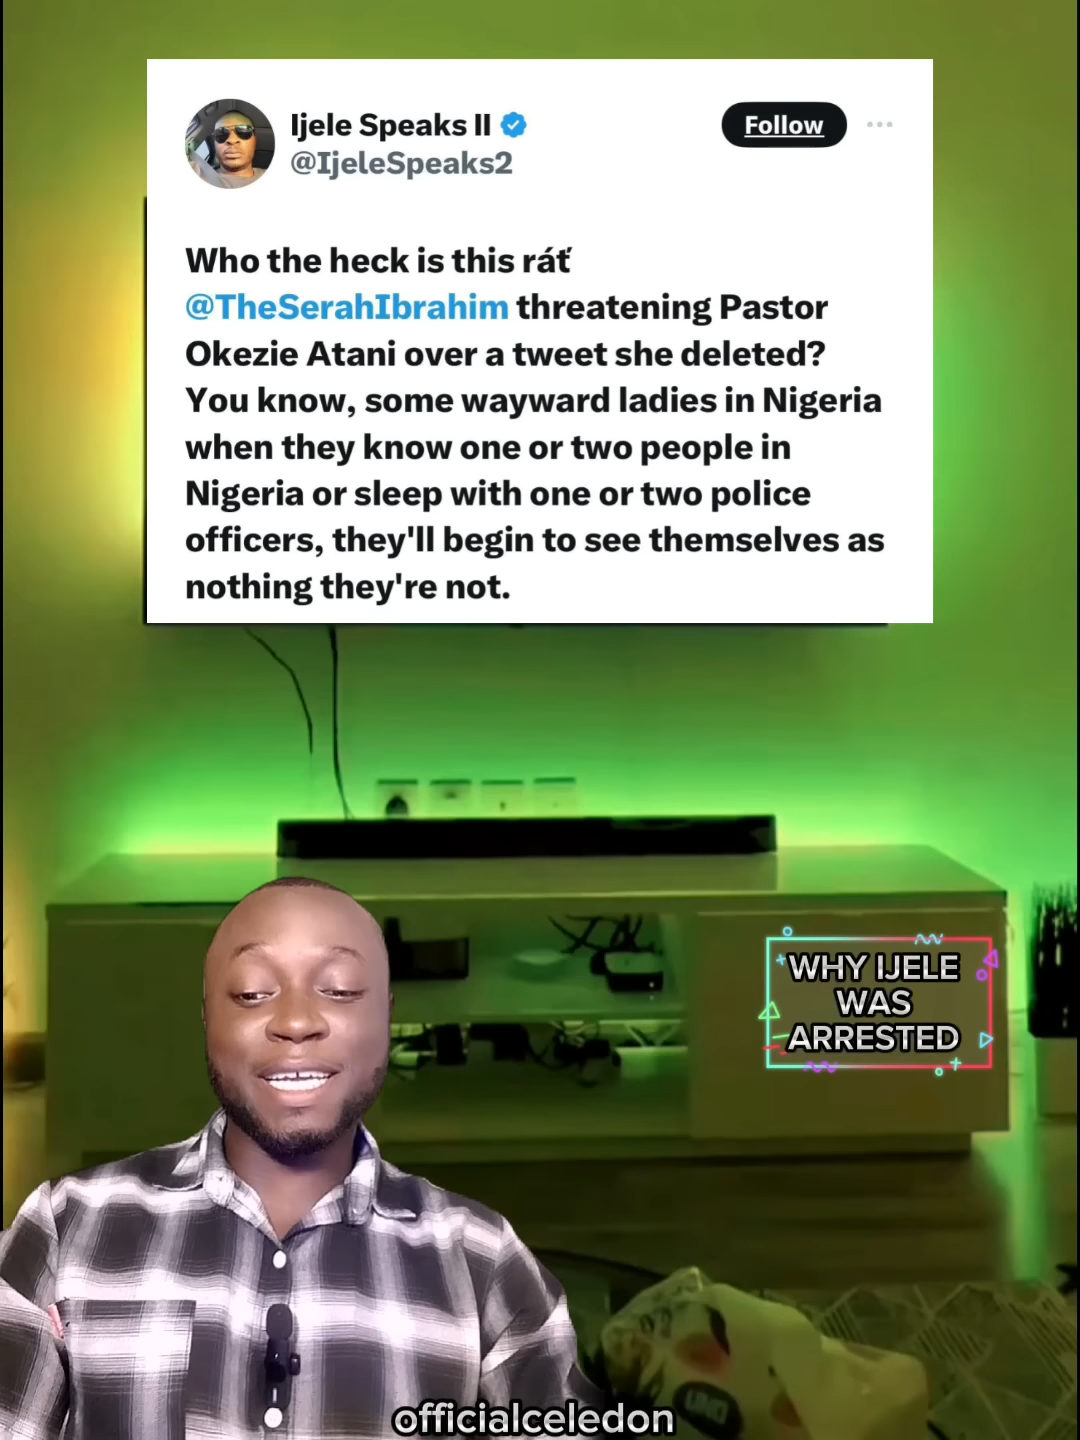 Ijele Speaks II
@IjeleSpeaks2
Follow
Who the heck is this ráť
@TheSerahIbrahim threatening Pastor
Okezie Atani over a tweet she deleted?
You know, some wayward ladies in Nigeria
when they know one or two people in
Nigeria or sleep with one or two police
officers, they'll begin to see themselves as
nothing they're not.
WHY IJELE
WAS
ARRESTED
UNO
officialceledon